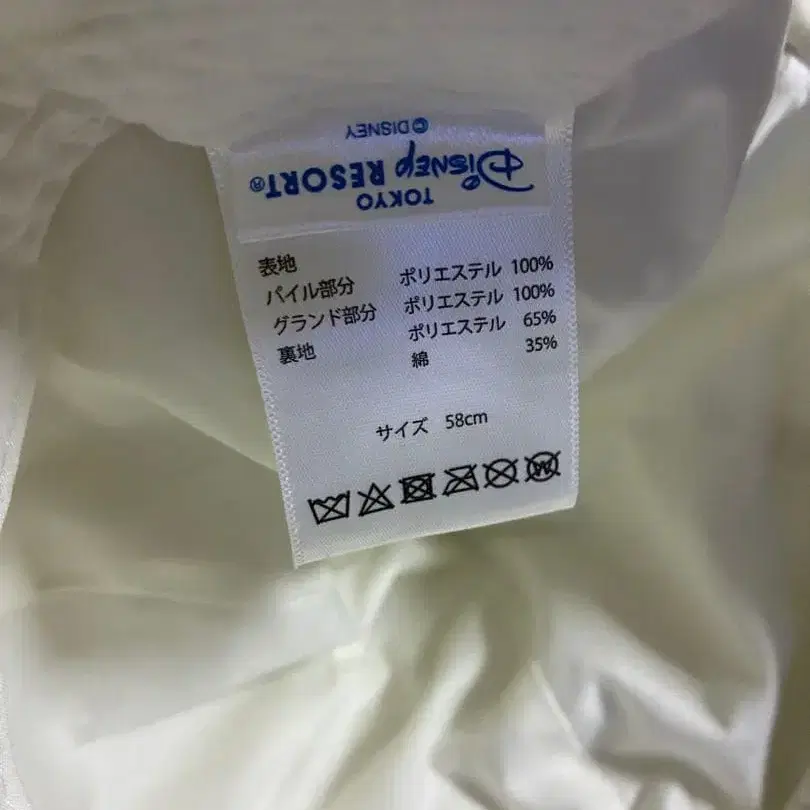 © DISNEY
TOKYO
DISNEY RESORT®
表地
パイル部分 ポリエステル 100%
グランド部分 ポリエステル 100%
裏地 ポリエステル 65%
綿 35%
サイズ 58cm
W